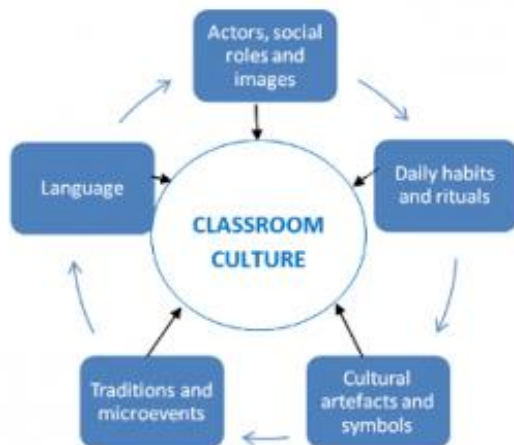 Actors, social
roles and
images
Language
Daily habits
and rituals
CLASSROOM
CULTURE
Traditions and
microevents
Cultural
artefacts and
symbols